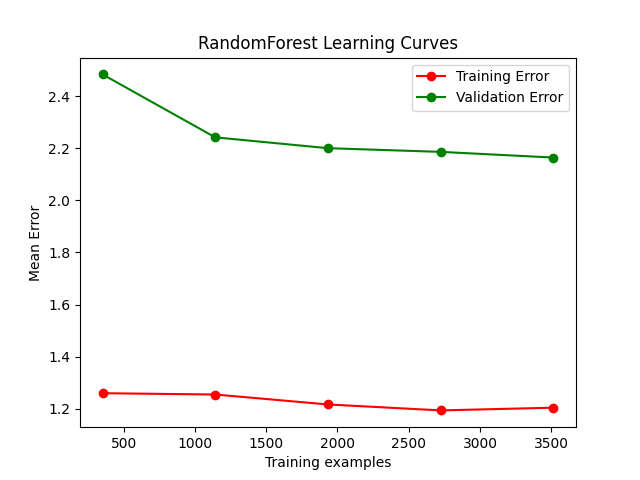 RandomForest Learning Curves
Training Error
Validation Error
Mean Error
2.4
2.2
2.0
1.8
1.6
1.4
1.2
500 1000 1500 2000 2500 3000 3500
Training examples